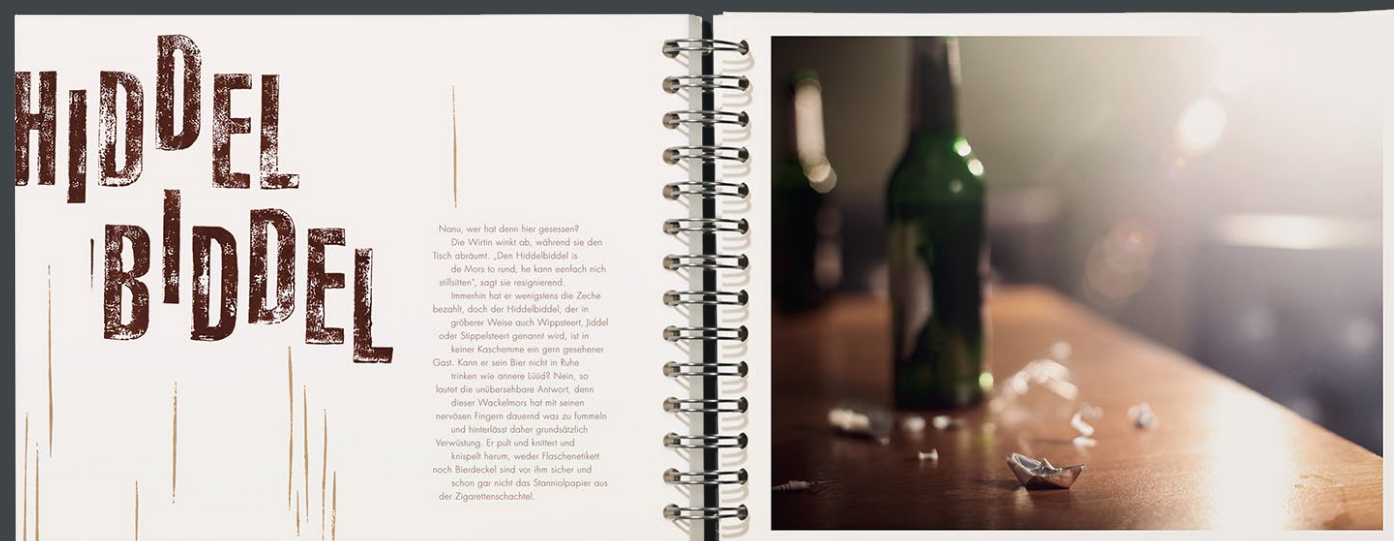 HIDDEL
BIDDEL
Nanu, wer hat denn hier gesessen?
Die Wirtin winkt ab, während sie den
Tisch abräumt. „Den Hiddelbiddel is
de Mors to rund, he kann eenfach nich
stillsitten“, sagt sie resignierend.
Immerhin hat er wenigstens die Zeche
bezahlt, doch der Hiddelbiddel, der in
gröberer Weise auch Wippsteert, Jiddel
oder Stippelsteert genannt wird, ist in
keiner Kaschemme ein gern gesehener
Gast. Kann er sein Bier nicht in Ruhe
trinken wie annere Lüüd? Nein, so
lautet die unübersehbare Antwort, denn
dieser Wackelmors hat mit seinen
nervösen Fingern dauernd was zu fummeln
und hinterlässt daher grundsätzlich
Verwüstung. Er pult und knittert und
knispelt herum, weder Flaschenetikett
noch Bierdeckel sind vor ihm sicher und
schon gar nicht das Stanniolpapier aus
der Zigarettenschachtel.